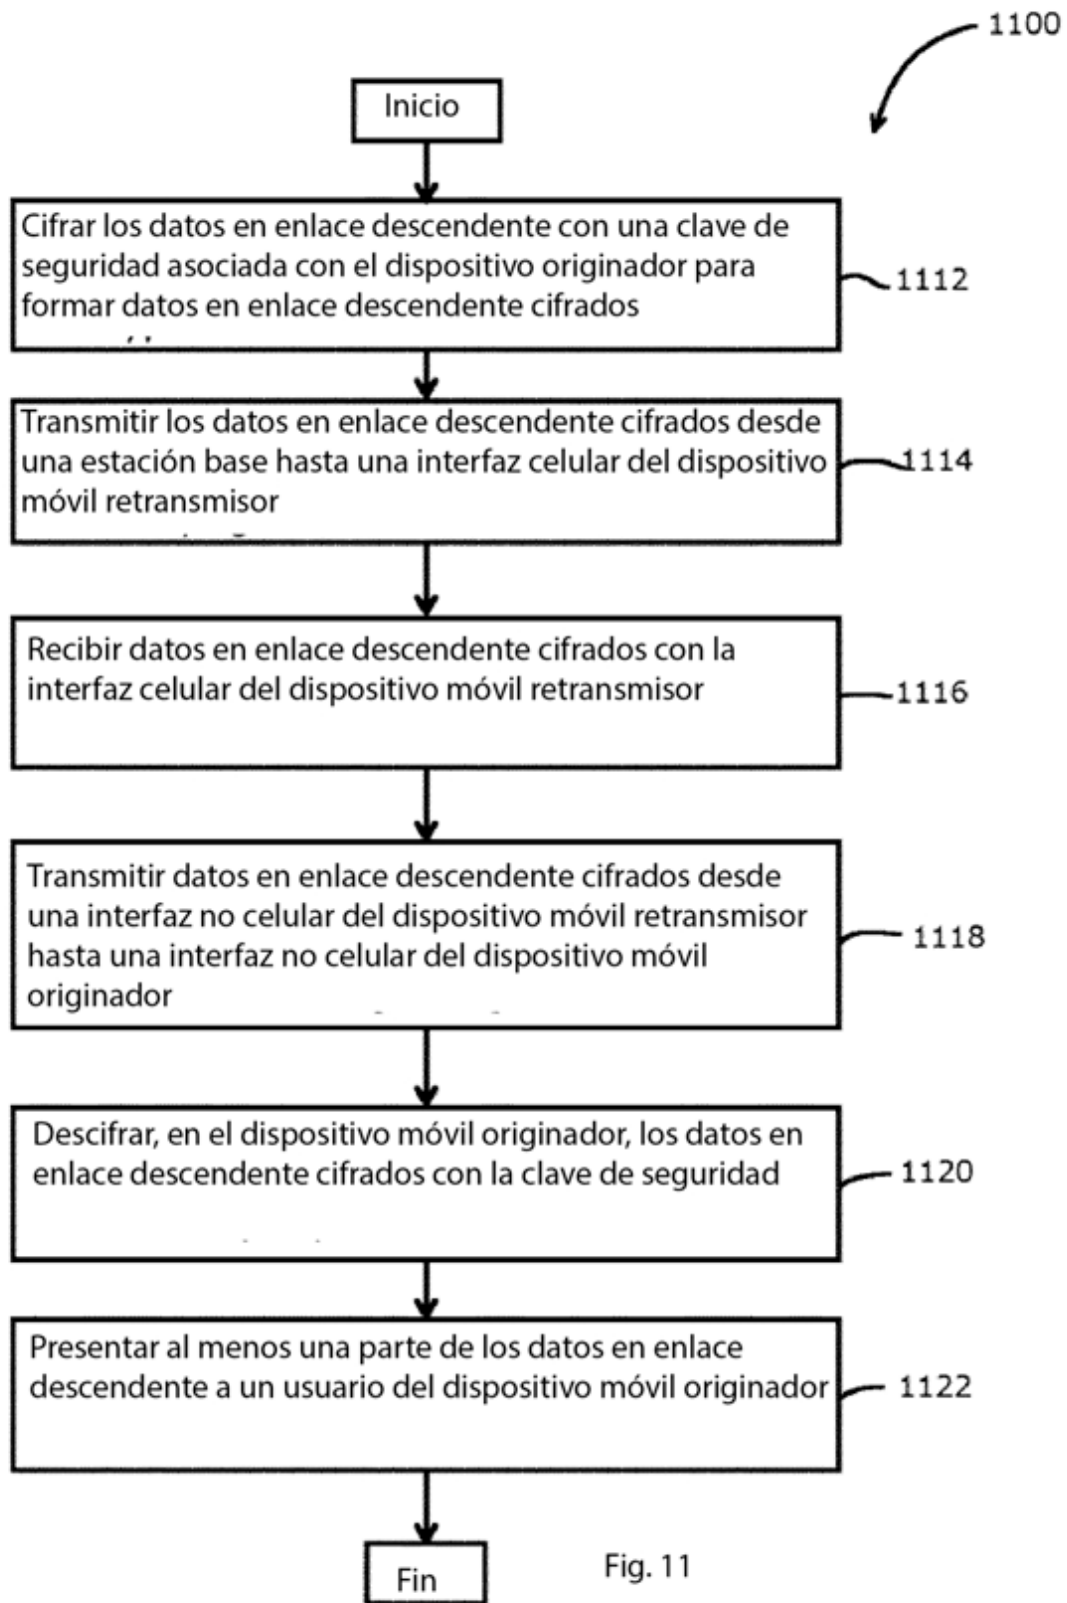 1100
Inicio
Cifrar los datos en enlace descendente con una clave de
seguridad asociada con el dispositivo originador para
formar datos en enlace descendente cifrados
1112
Transmitir los datos en enlace descendente cifrados desde
una estación base hasta una interfaz celular del dispositivo
móvil retransmisor
1114
Recibir datos en enlace descendente cifrados con la
interfaz celular del dispositivo móvil retransmisor
1116
Transmitir datos en enlace descendente cifrados desde
una interfaz no celular del dispositivo móvil retransmisor
hasta una interfaz no celular del dispositivo móvil
originador
1118
Descifrar, en el dispositivo móvil originador, los datos en
enlace descendente cifrados con la clave de seguridad
1120
Presentar al menos una parte de los datos en enlace
descendente a un usuario del dispositivo móvil originador
1122
Fin
Fig. 11